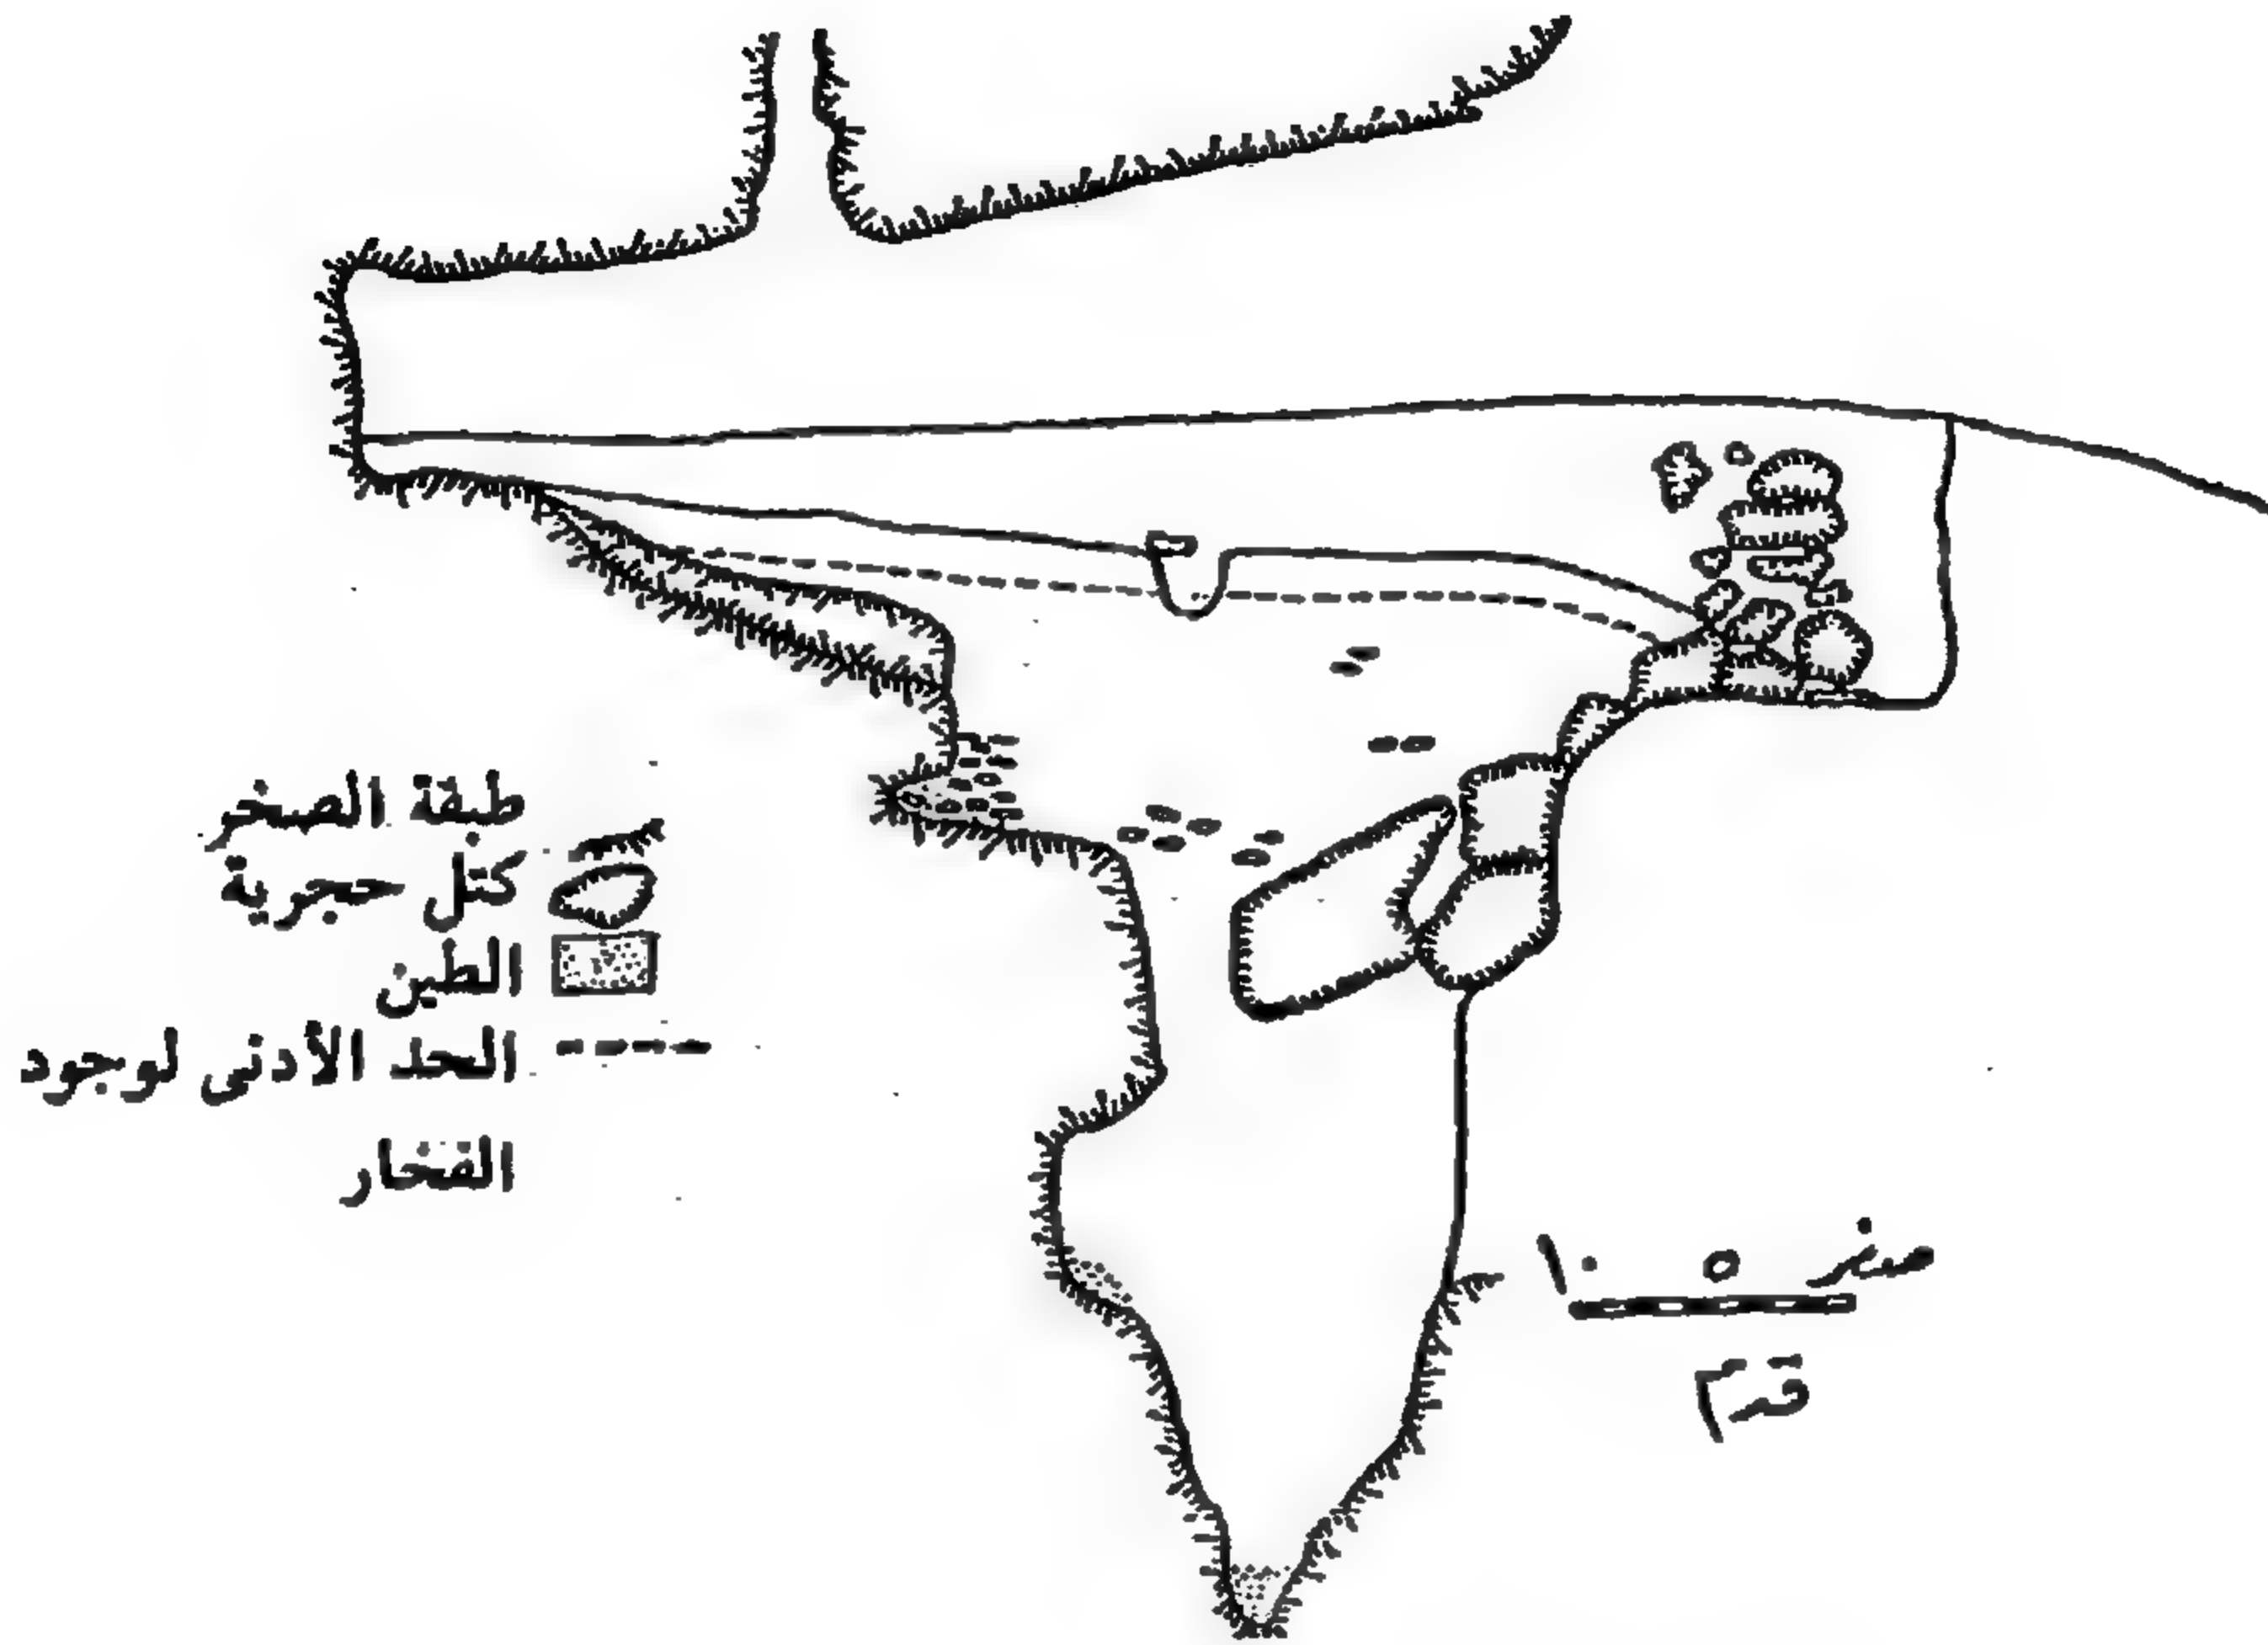 طبقة الصخر
كتل حجرية
الطين
الحد الأدنى لوجود
الفخار
صفر ٥ ١٠
قدم